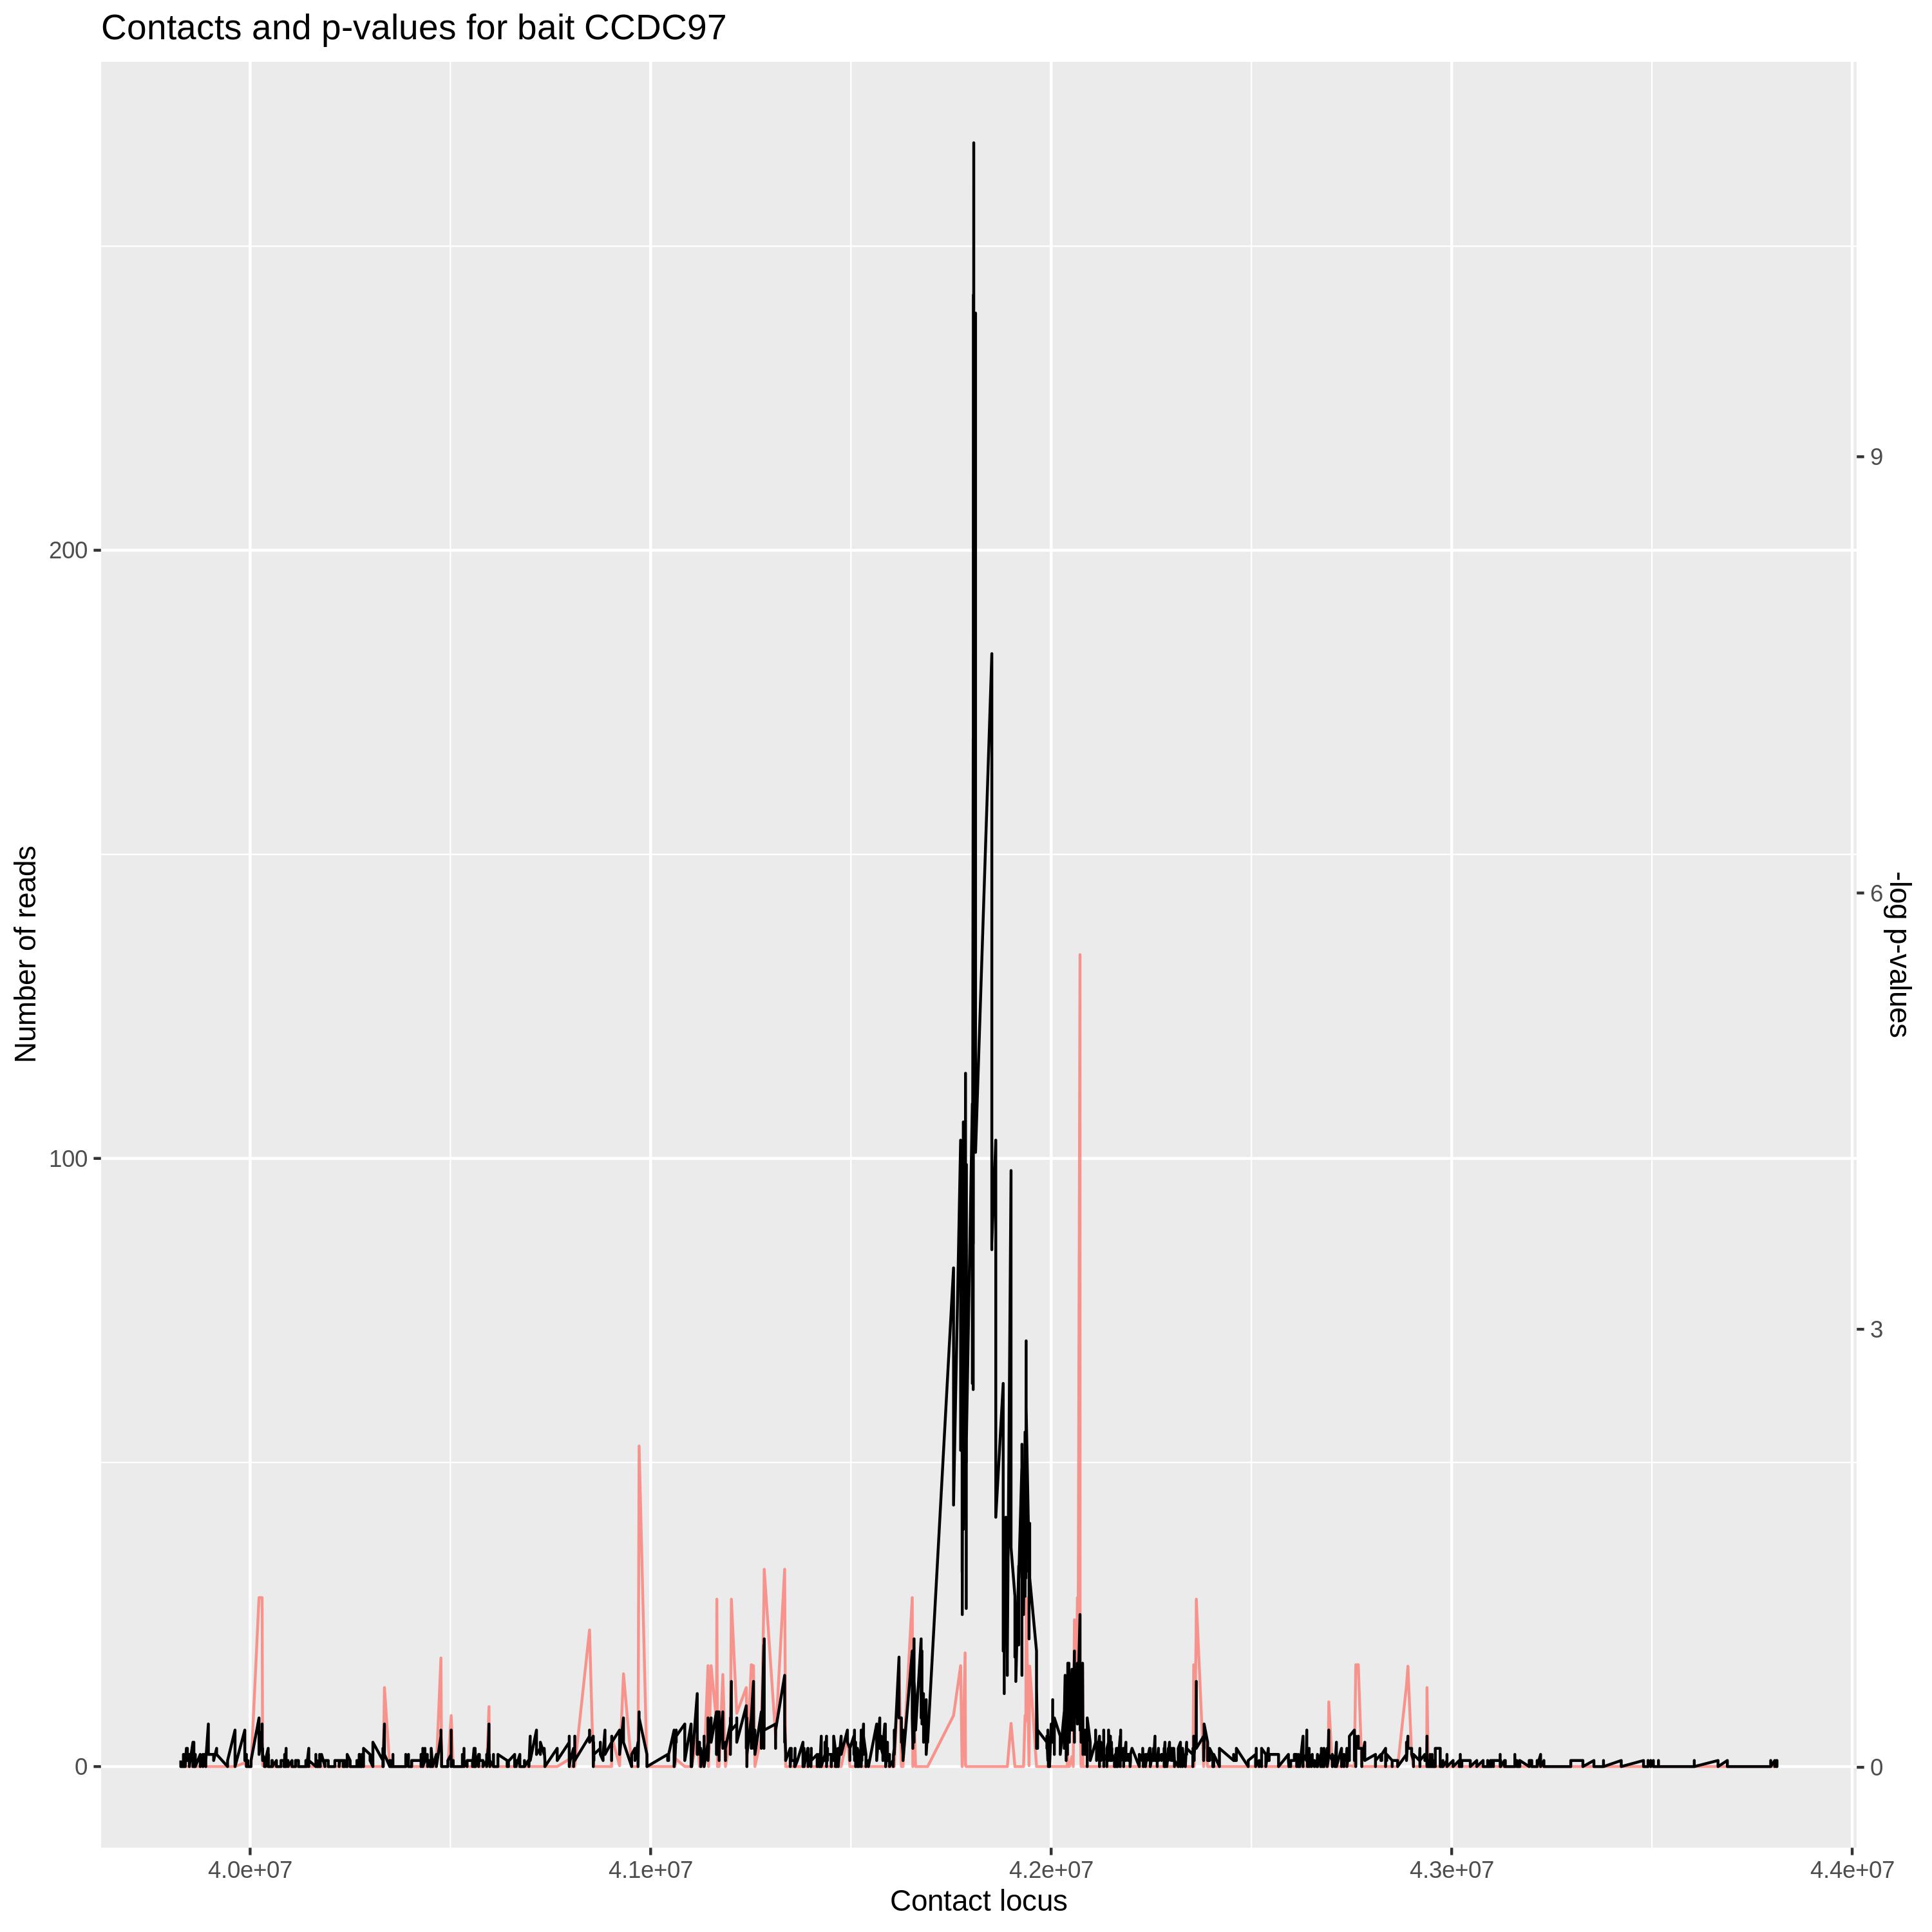 Contacts and p-values for bait CCDC97
Number of reads
200
100
0
9
6
3
0
-log p-values
4.0e+07 4.1e+07 4.2e+07 4.3e+07 4.4e+07
Contact locus